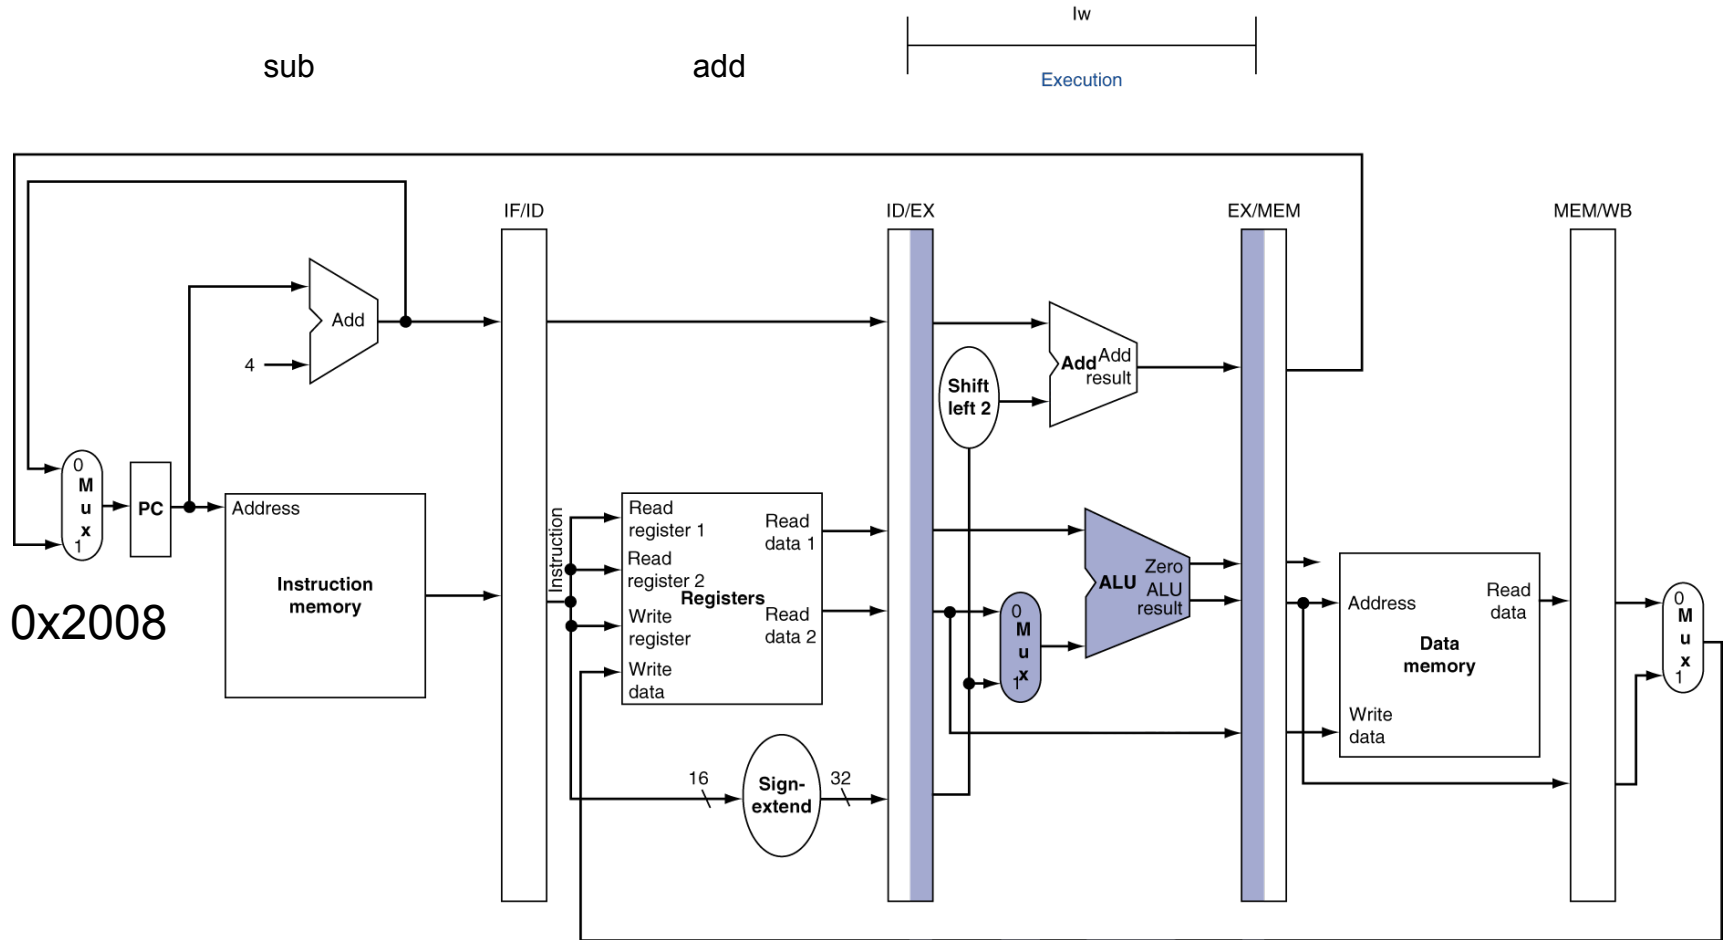 lw
sub
add
Execution
IF/ID
ID/EX
EX/MEM
MEM/WB
Add
4
Add
Add
result
Shift
left 2
0
M
u
x
1
PC
Address
Instruction
memory
0x2008
Instruction
Read
register 1
Read
register 2
Registers
Write
register
Write
data
Read
data 1
Read
data 2
16
Sign-
extend
32
0
M
u
x
1
Zero
ALU
ALU
result
Address
Read
data
Data
memory
Write
data
0
M
u
x
1